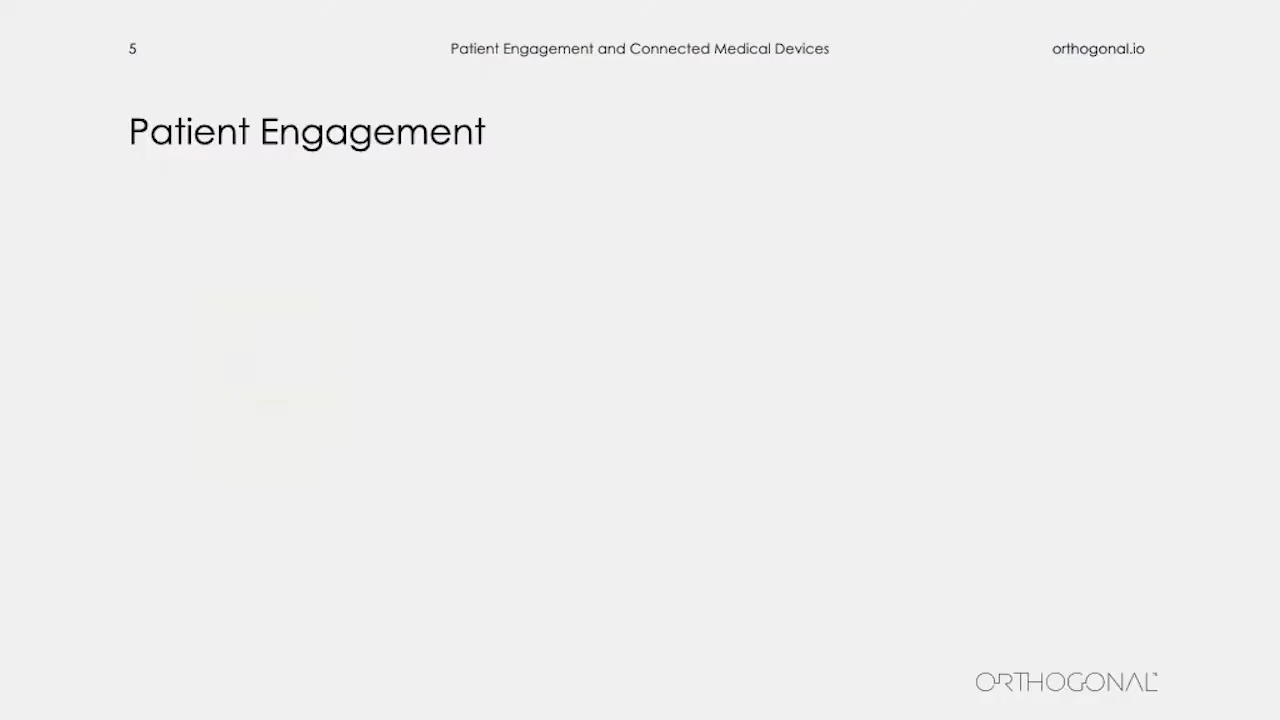 5
Patient Engagement and Connected Medical Devices
orthogonal.io
Patient Engagement
ORTHOGONAL